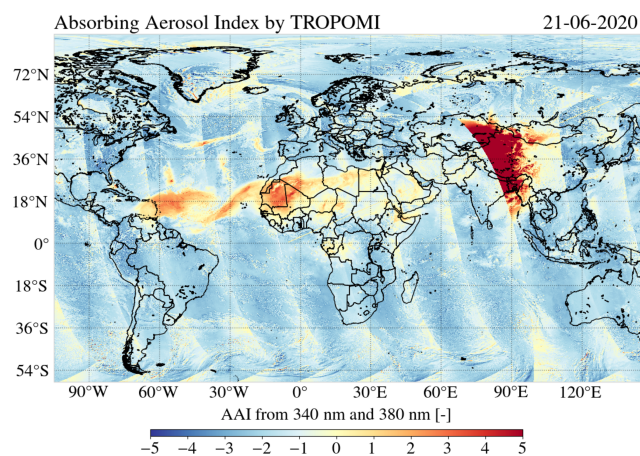 Absorbing Aerosol Index by TROPOMI 21-06-2020
72°N
54°N
36°N
18°N
0°
18°S
36°S
54°S
90°W 60°W 30°W 0° 30°E 60°E 90°E 120°E
AAI from 340 nm and 380 nm [-]
−5 −4 −3 −2 −1 0 1 2 3 4 5